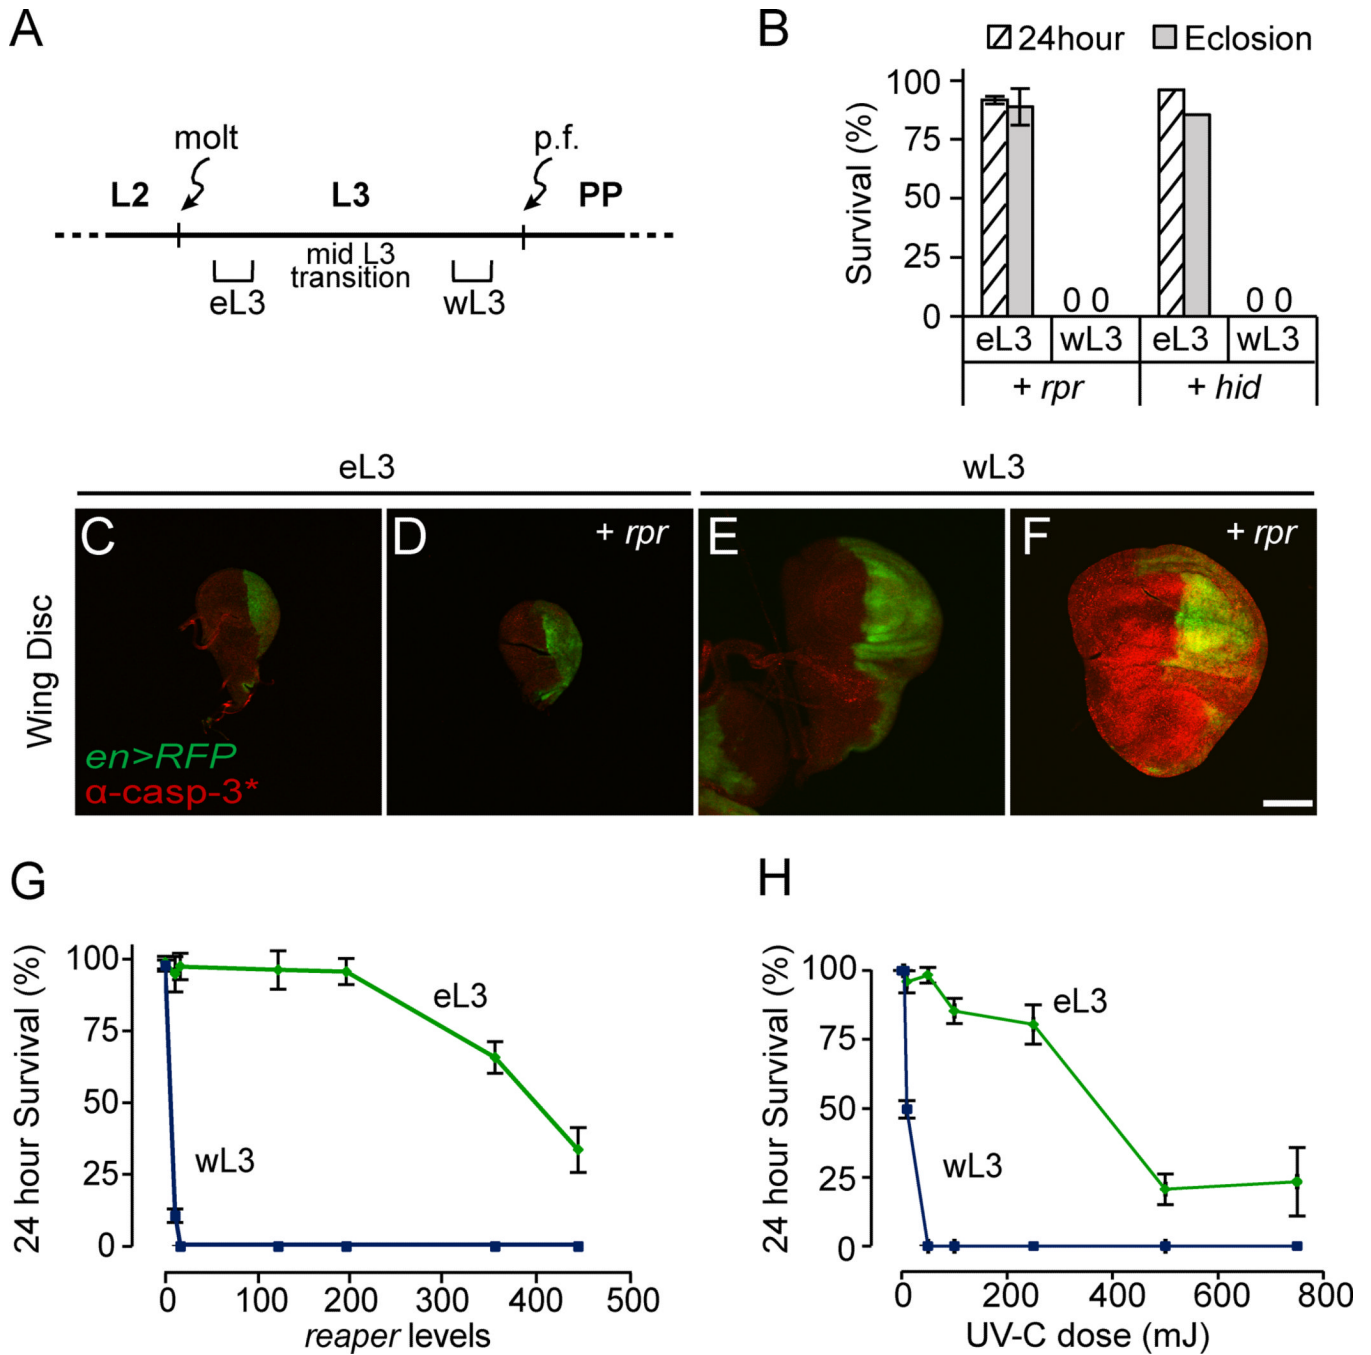 A
molt
p.f.
L2
L3
PP
mid L3
transition
eL3
wL3
B
24hour
Eclosion
Survival (%)
100
75
50
25
0
0 0
0 0
eL3
wL3
eL3
wL3
+ rpr
+ hid
eL3
wL3
Wing Disc
C
en>RFP
α-casp-3*
D
+ rpr
E
F
+ rpr
G
24 hour Survival (%)
100
75
50
25
0
eL3
wL3
0
100
200
300
400
500
reaper levels
H
24 hour Survival (%)
100
75
50
25
0
eL3
wL3
0
200
400
600
800
UV-C dose (mJ)